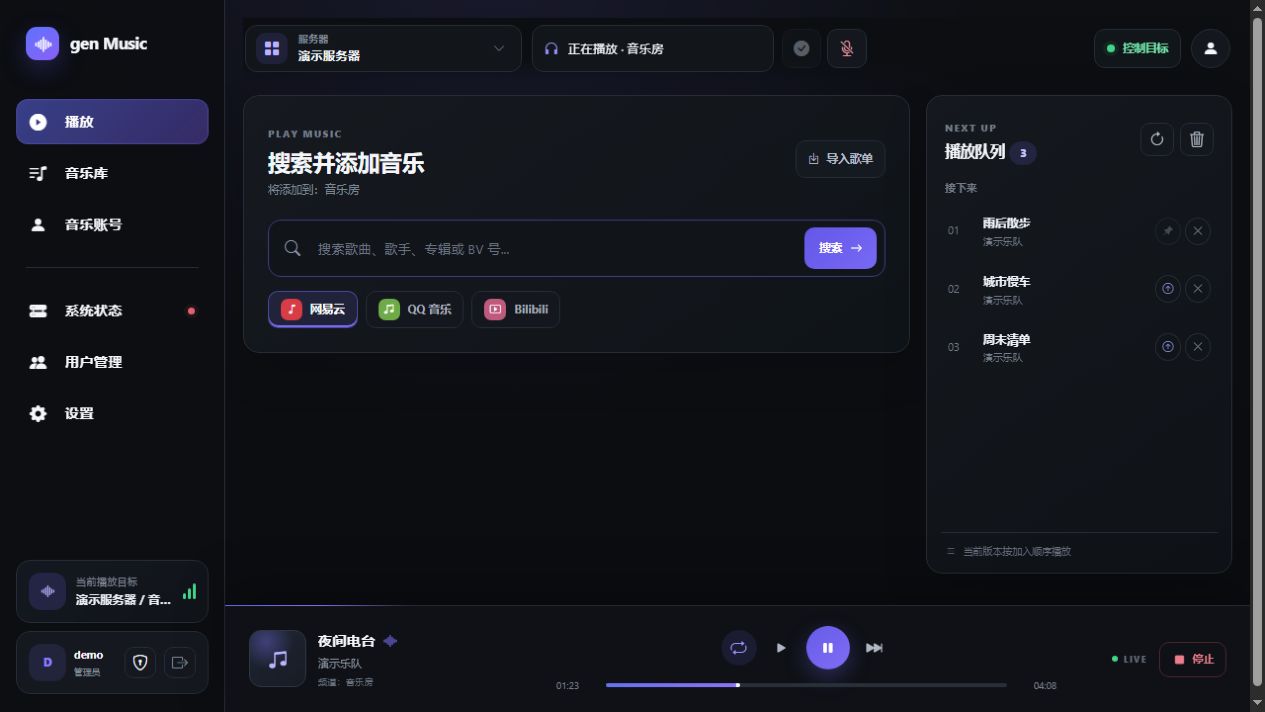 gen Music
播放
音乐库
音乐账号
系统状态
用户管理
设置
当前播放目标
演示服务器 / 音...
D
demo
管理员
服务器
演示服务器
正在播放 · 音乐房
控制目标
PLAY MUSIC
搜索并添加音乐
将添加到：音乐房
导入歌单
搜索歌曲、歌手、专辑或 BV 号...
搜索 →
网易云
QQ 音乐
Bilibili
NEXT UP
播放队列 3
接下来
01 雨后散步
演示乐队
02 城市慢车
演示乐队
03 周末清单
演示乐队
当前版本按加入顺序播放
夜间电台
演示乐队
频道：音乐房
01:23
04:08
LIVE
停止